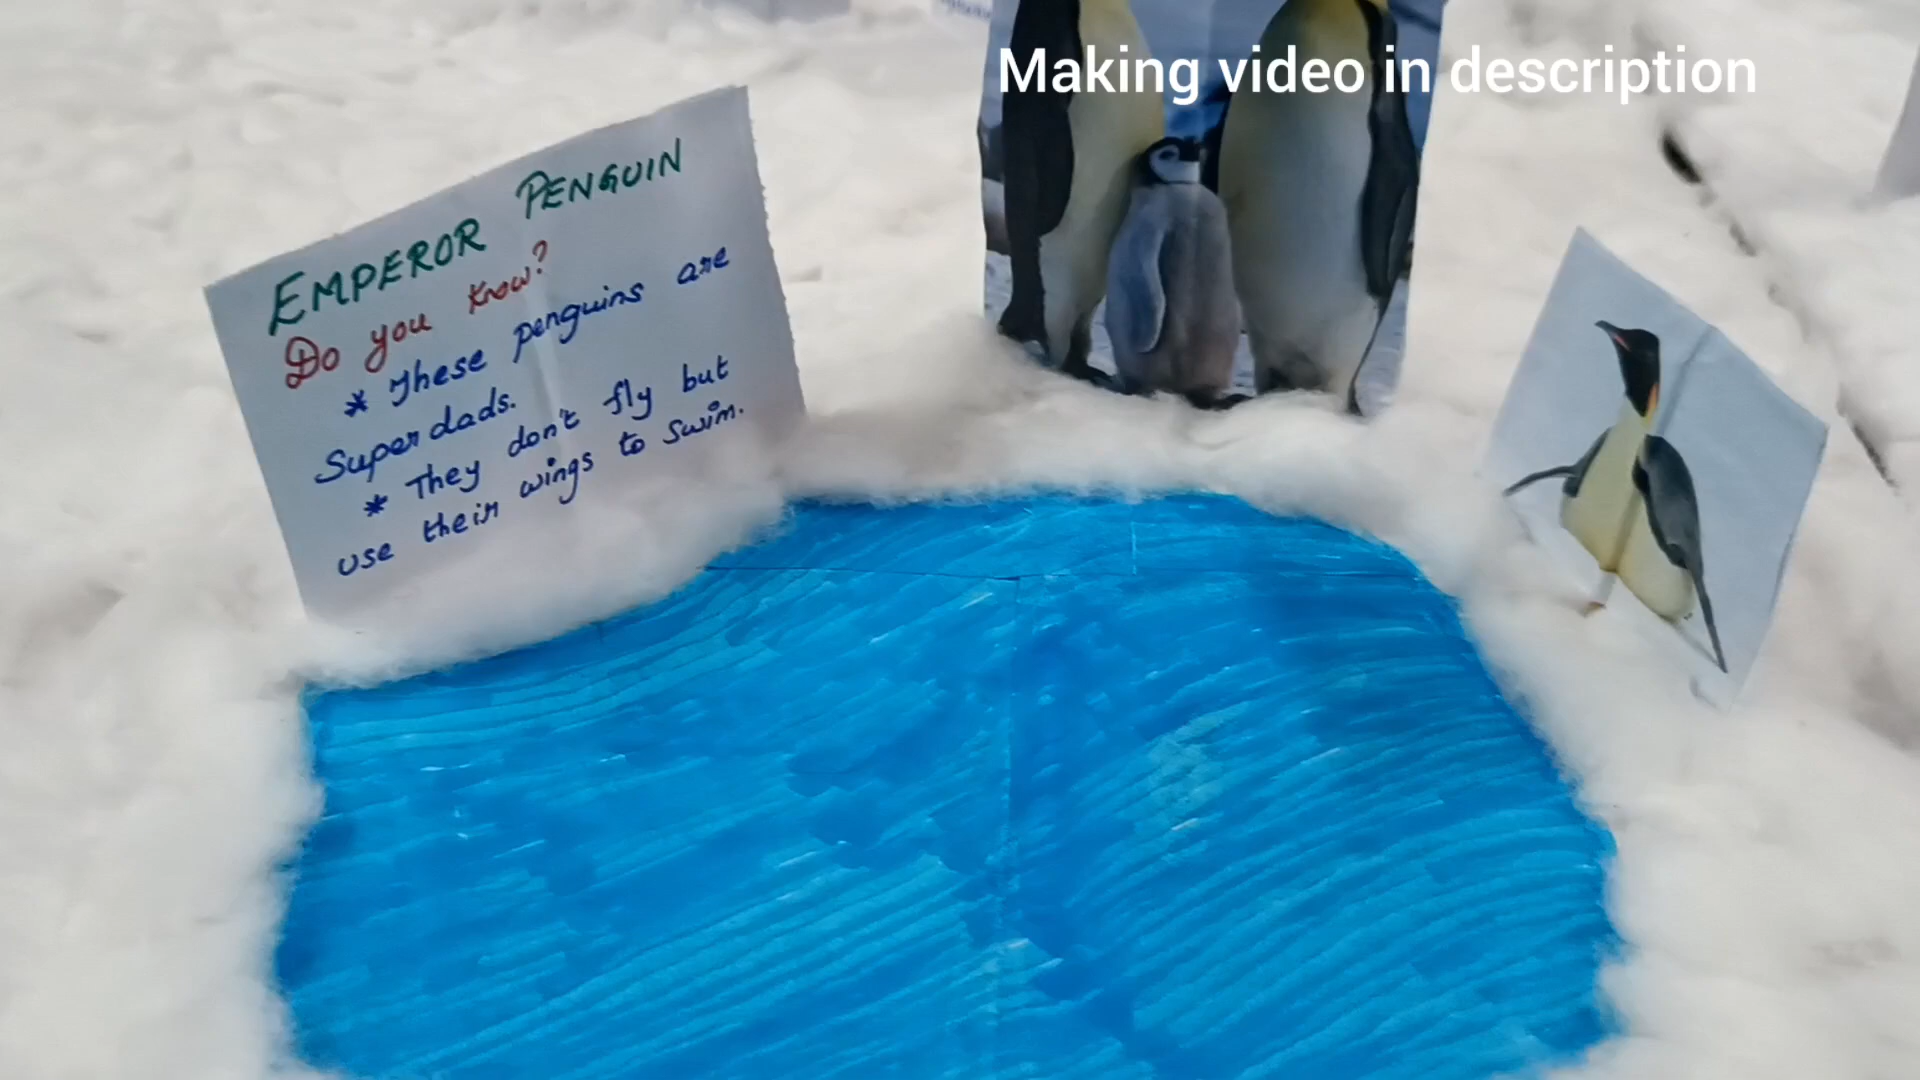 Making video in description
EMPEROR PENGUIN
Do you know?
* These penguins are
Super dads.
* They don't fly but
use their wings to swim.